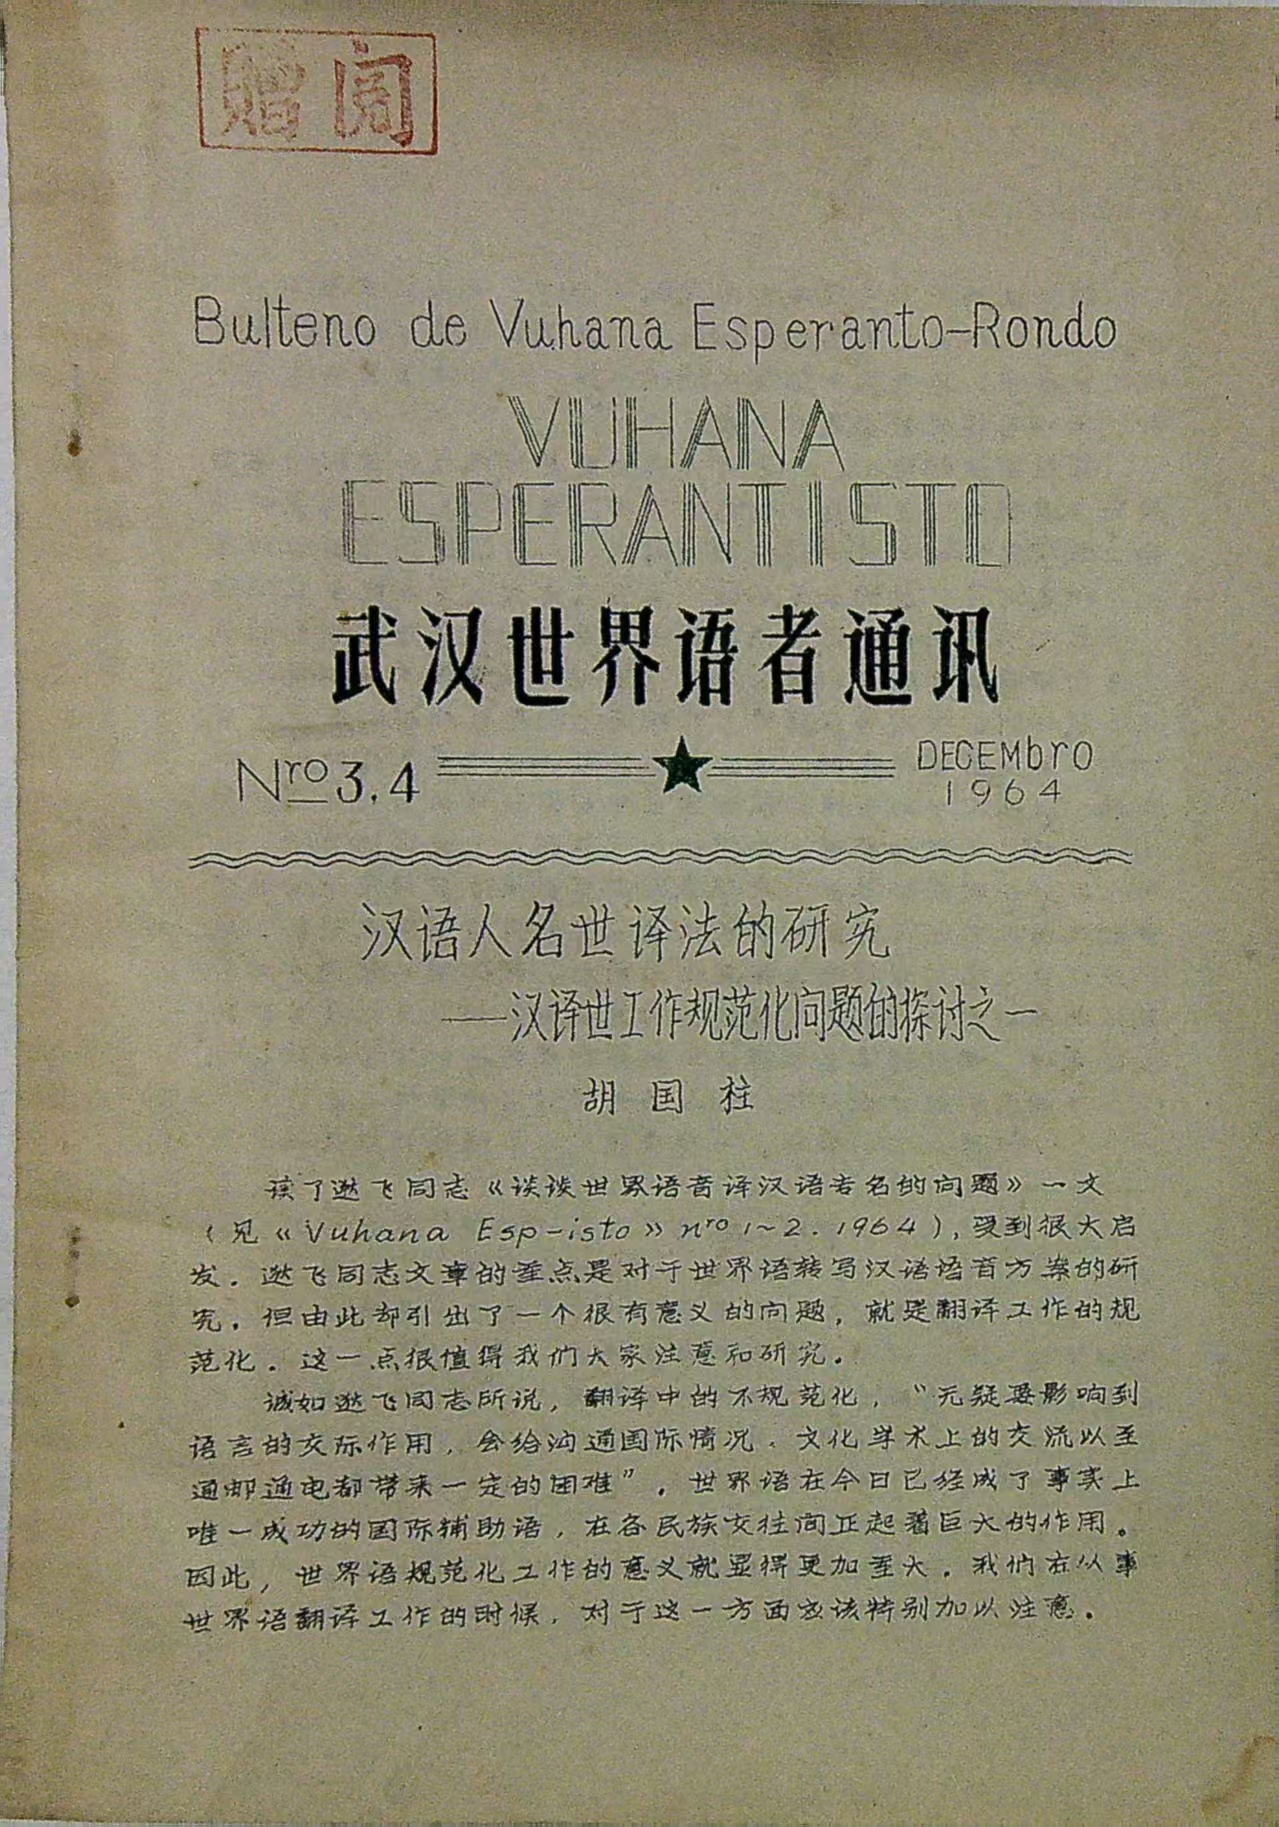 赠阅
Bulteno de Vuhana Esperanto-Rondo
VUHANA
ESPERANTISTO
武汉世界语者通讯
Nro 3,4
DECEMbro
1964
汉语人名世译法的研究
——汉译世工作规范化问题的探讨之一
胡国柱
读了逖飞同志《谈谈世界语音译汉语专名的问题》一文
(见《Vuhana Esp-isto》nro 1~2. 1964),受到很大启
发.逖飞同志文章的重点是对于世界语转写汉语语音方案的研
究.但由此却引出了一个很有意义的问题,就是翻译工作的规
范化.这一点很值得我们大家注意和研究.
诚如逖飞同志所说,翻译中的不规范化,“无疑要影响到
语言的交际作用,会给沟通国际情况、文化学术上的交流以至
通邮通电都带来一定的困难”.世界语在今日已经成了事实上
唯一成功的国际辅助语,在各民族交往间正起着巨大的作用。
因此,世界语规范化工作的意义就显得更加重大.我们在从事
世界语翻译工作的时候,对于这一方面应该特别加以注意.